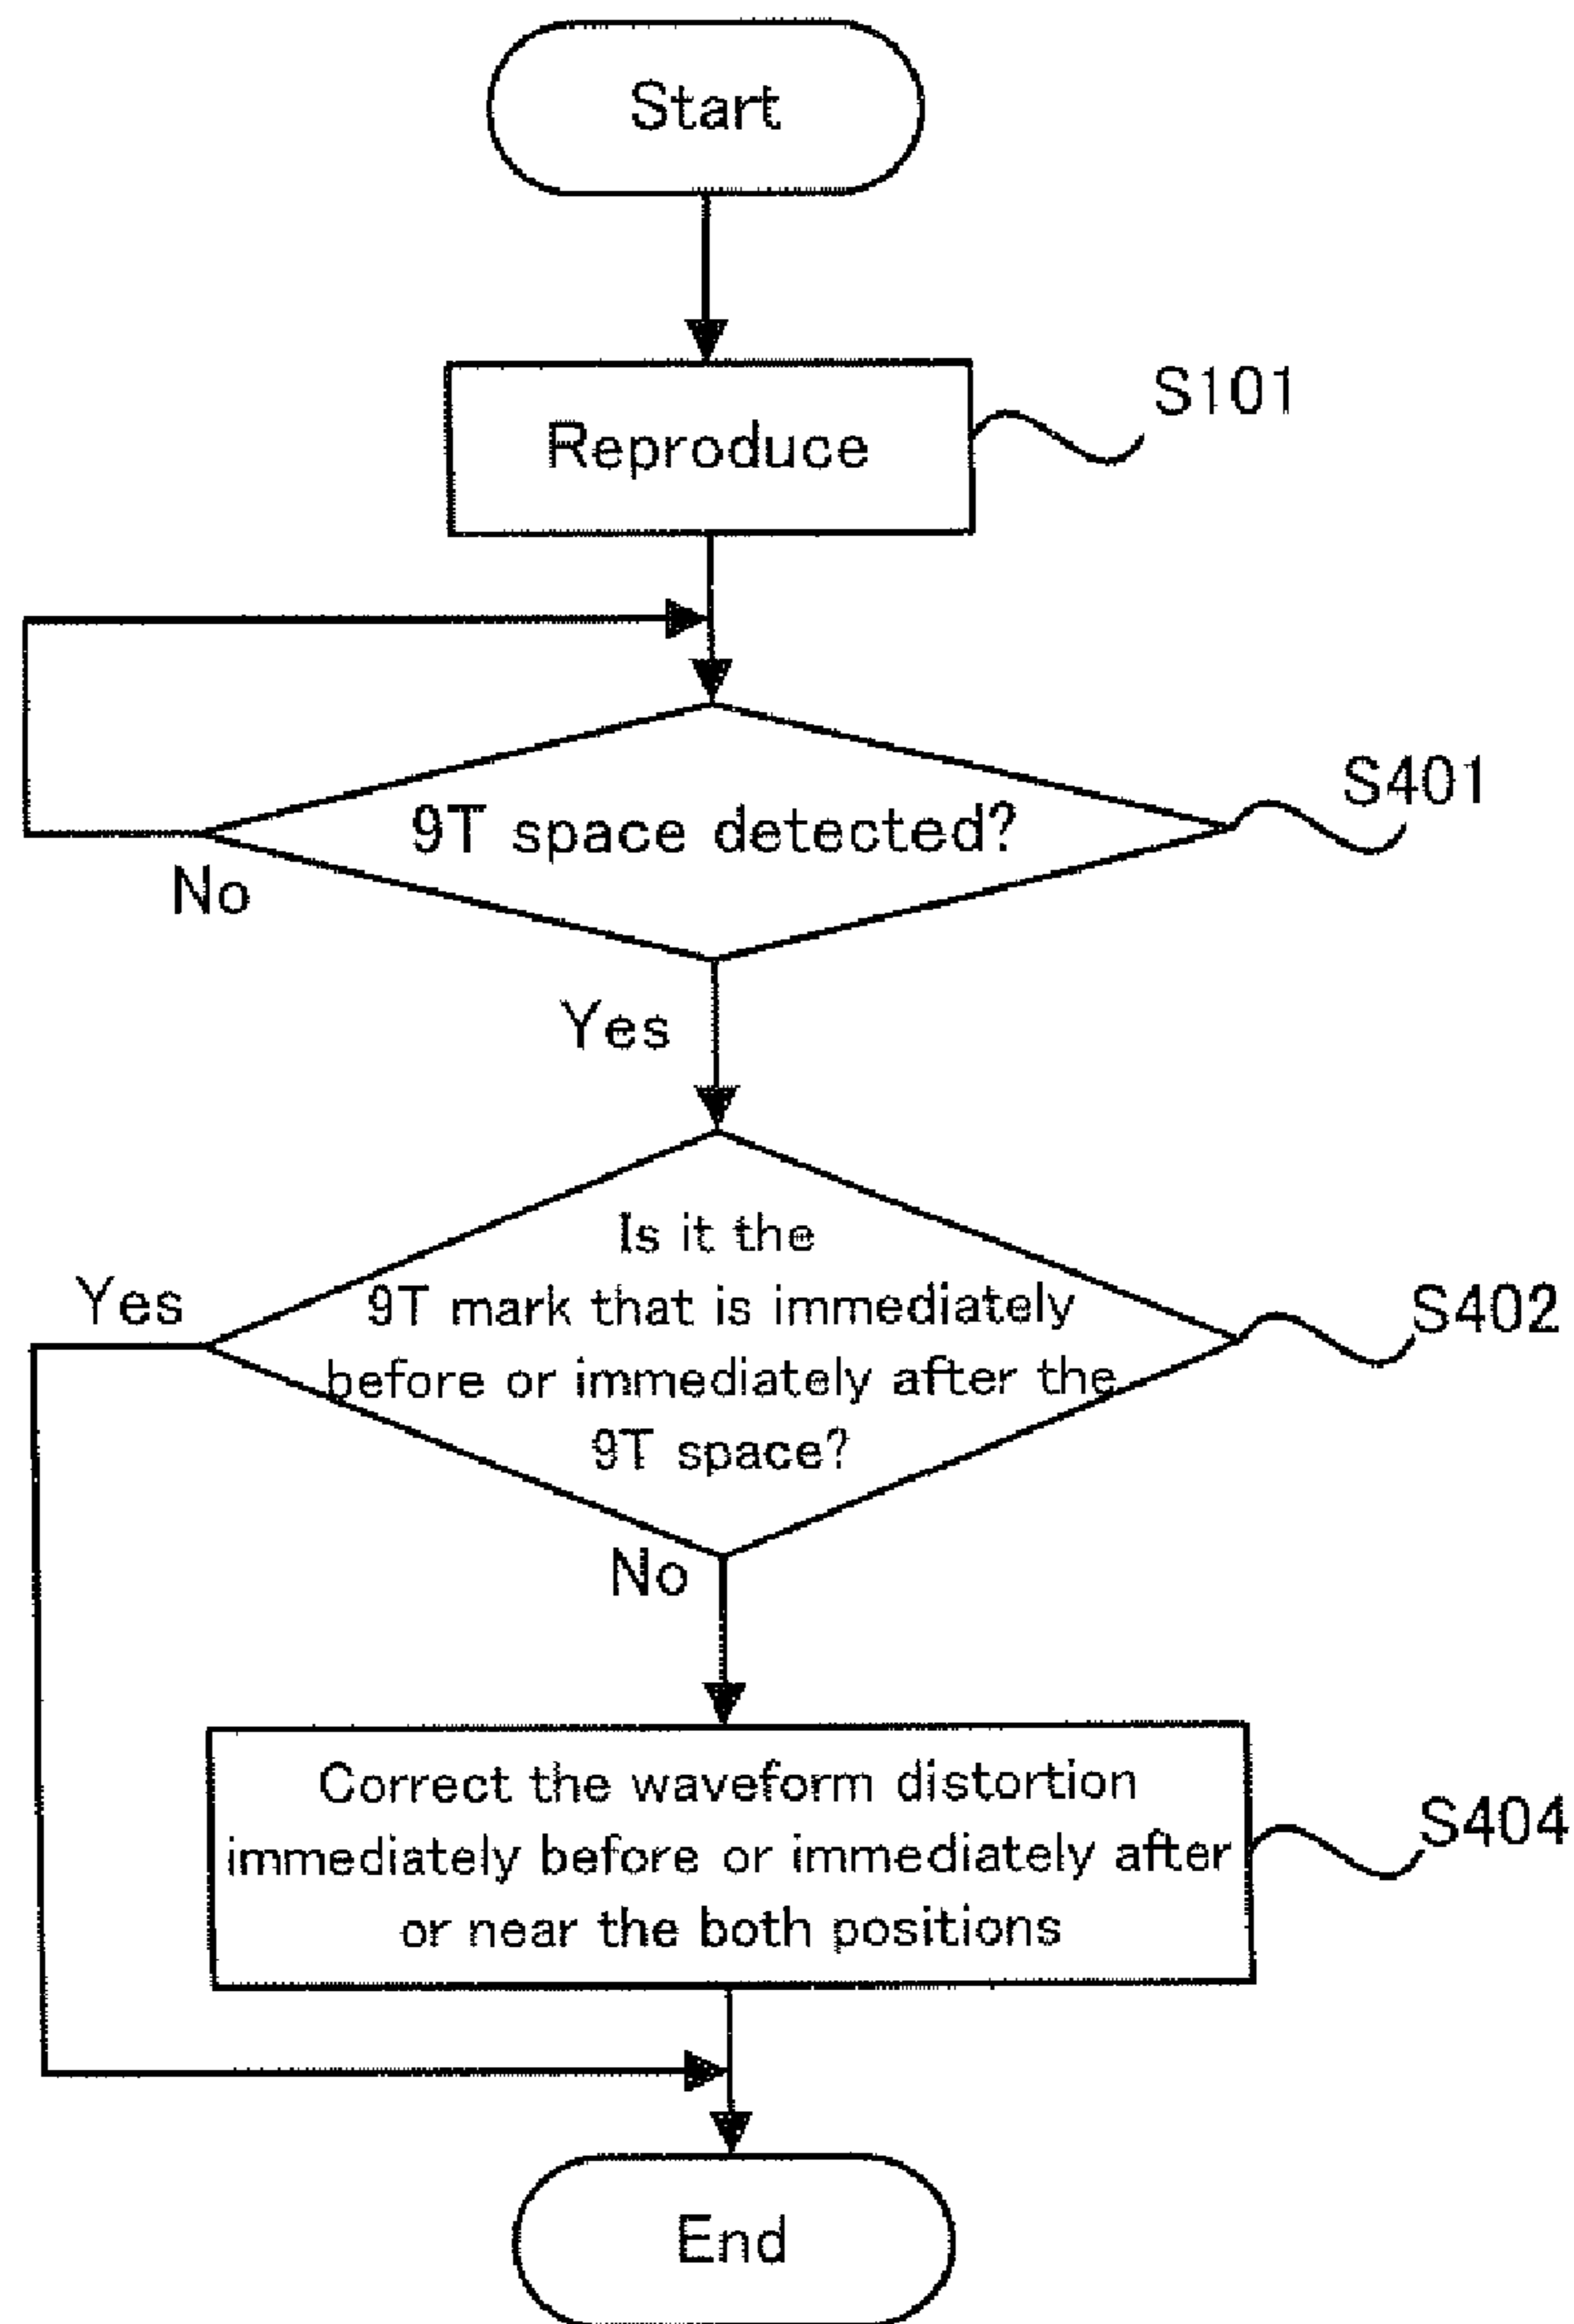 Start
Reproduce
S101
9T space detected?
S401
No
Yes
Is it the
9T mark that is immediately
before or immediately after the
9T space?
Yes
S402
No
Correct the waveform distortion
immediately before or immediately after
or near the both positions
S404
End